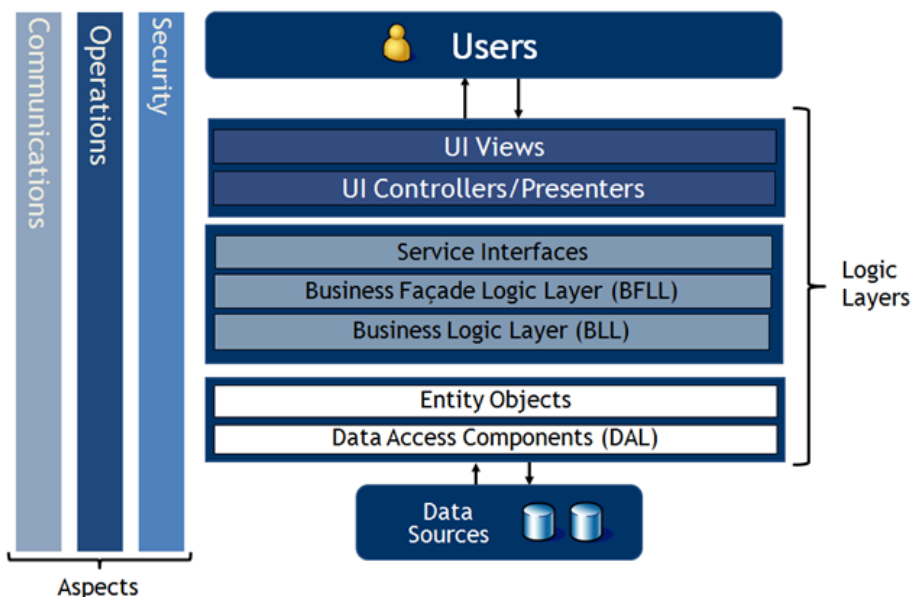 Communications
Operations
Security
Users
UI Views
UI Controllers/Presenters
Service Interfaces
Business Façade Logic Layer (BFLL)
Business Logic Layer (BLL)
Entity Objects
Data Access Components (DAL)
Logic
Layers
Data
Sources
Aspects